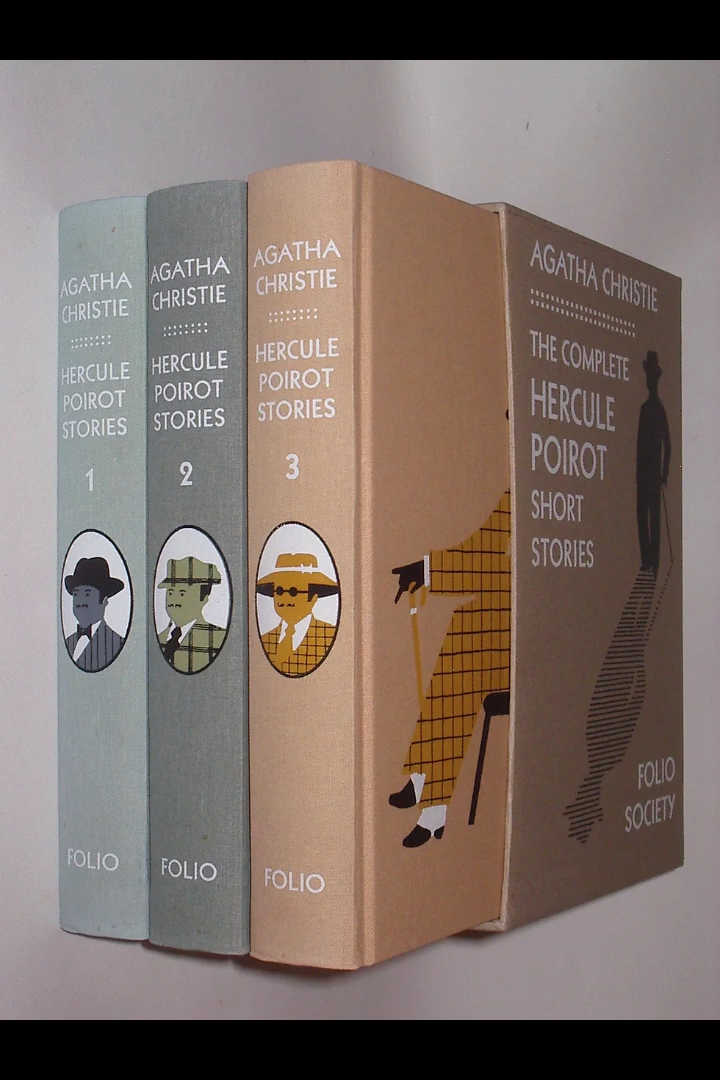 AGATHA
CHRISTIE
HERCULE
POIROT
STORIES
1
FOLIO
AGATHA
CHRISTIE
HERCULE
POIROT
STORIES
2
FOLIO
AGATHA
CHRISTIE
HERCULE
POIROT
STORIES
3
FOLIO
AGATHA CHRISTIE
THE COMPLETE
HERCULE
POIROT
SHORT
STORIES
FOLIO
SOCIETY